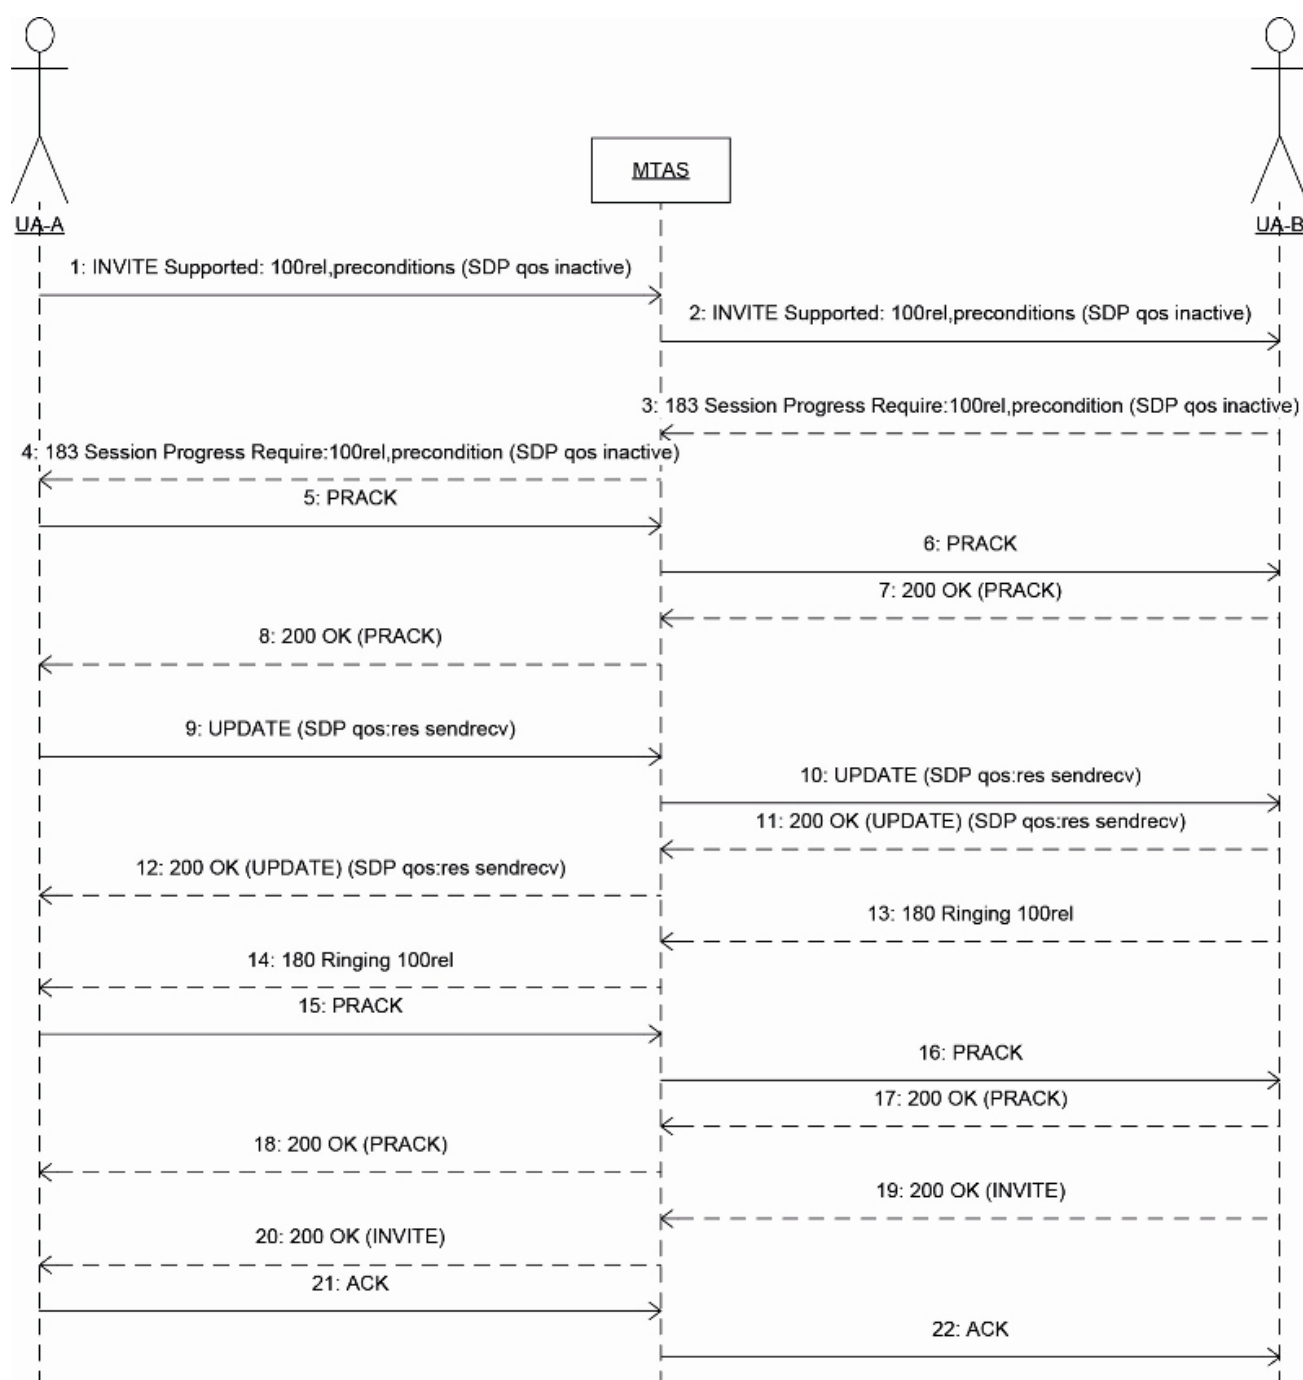 MTAS
UA-A
UA-B
1: INVITE Supported: 100rel,preconditions (SDP qos inactive)
2: INVITE Supported: 100rel,preconditions (SDP qos inactive)
3: 183 Session Progress Require:100rel,precondition (SDP qos inactive)
4: 183 Session Progress Require:100rel,precondition (SDP qos inactive)
5: PRACK
6: PRACK
7: 200 OK (PRACK)
8: 200 OK (PRACK)
9: UPDATE (SDP qos:res sendrecv)
10: UPDATE (SDP qos:res sendrecv)
11: 200 OK (UPDATE) (SDP qos:res sendrecv)
12: 200 OK (UPDATE) (SDP qos:res sendrecv)
13: 180 Ringing 100rel
14: 180 Ringing 100rel
15: PRACK
16: PRACK
17: 200 OK (PRACK)
18: 200 OK (PRACK)
19: 200 OK (INVITE)
20: 200 OK (INVITE)
21: ACK
22: ACK